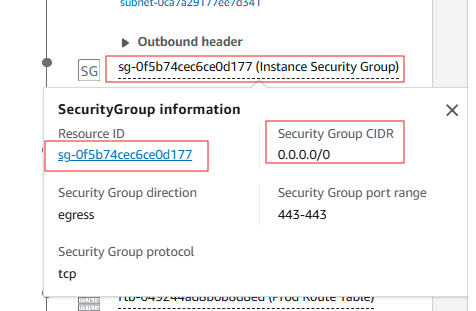 subnet-0ca7a29177ee7d341
Outbound header
SG
sg-0f5b74cec6ce0d177 (Instance Security Group)
SecurityGroup information
Resource ID
sg-0f5b74cec6ce0d177
Security Group CIDR
0.0.0.0/0
Security Group direction
egress
Security Group port range
443-443
Security Group protocol
tcp
rtb-049244ad8b0b8d8ed (Prod Route Table)